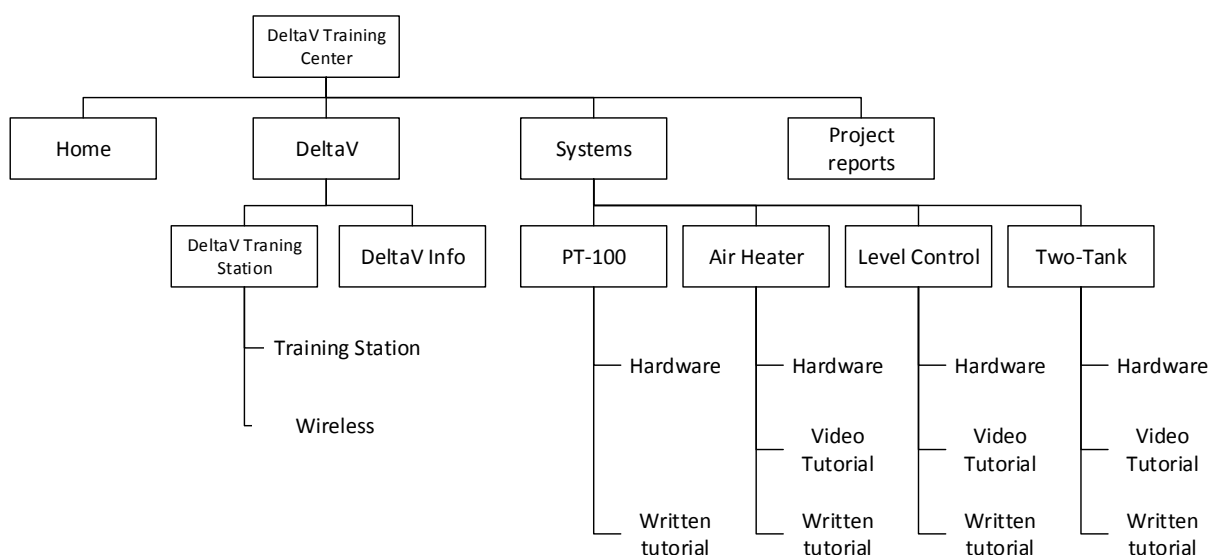 DeltaV Training
Center
Home
DeltaV
Systems
Project
reports
DeltaV Traning
Station
DeltaV Info
PT-100
Air Heater
Level Control
Two-Tank
Training Station
Wireless
Hardware
Hardware
Hardware
Hardware
Video
Tutorial
Video
Tutorial
Video
Tutorial
Written
tutorial
Written
tutorial
Written
tutorial
Written
tutorial